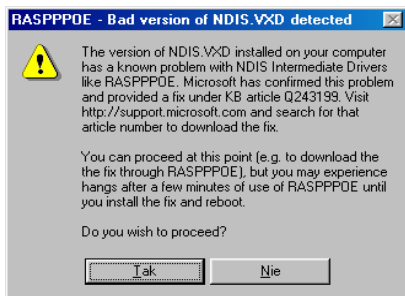 RASPPPOE - Bad version of NDIS.VXD detected
The version of NDIS.VXD installed on your computer
has a known problem with NDIS Intermediate Drivers
like RASPPPOE. Microsoft has confirmed this problem
and provided a fix under KB article Q243199. Visit
http://support.microsoft.com and search for that
article number to download the fix.
You can proceed at this point (e.g. to download the
the fix through RASPPPOE), but you may experience
hangs after a few minutes of use of RASPPPOE until
you install the fix and reboot.
Do you wish to proceed?
Tak
Nie